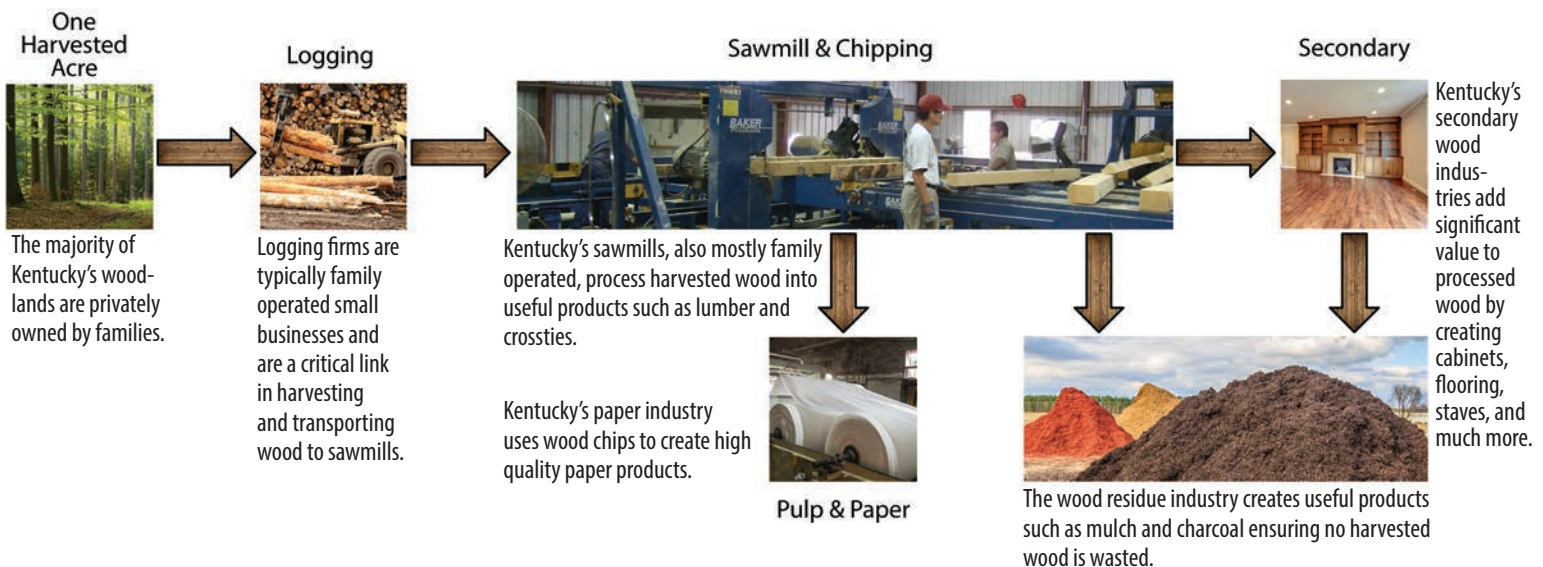 One
Harvested
Acre
The majority of
Kentucky's wood-
lands are privately
owned by families.
Logging
Logging firms are
typically family
operated small
businesses and
are a critical link
in harvesting
and transporting
wood to sawmills.
Sawmill & Chipping
BAKER
Products
BAKER
Kentucky's sawmills, also mostly family
operated, process harvested wood into
useful products such as lumber and
crossties.
Kentucky's paper industry
uses wood chips to create high
quality paper products.
Pulp & Paper
Secondary
Kentucky's
secondary
wood
indus-
tries add
significant
value to
processed
wood by
creating
cabinets,
flooring,
staves, and
much more.
The wood residue industry creates useful products
such as mulch and charcoal ensuring no harvested
wood is wasted.